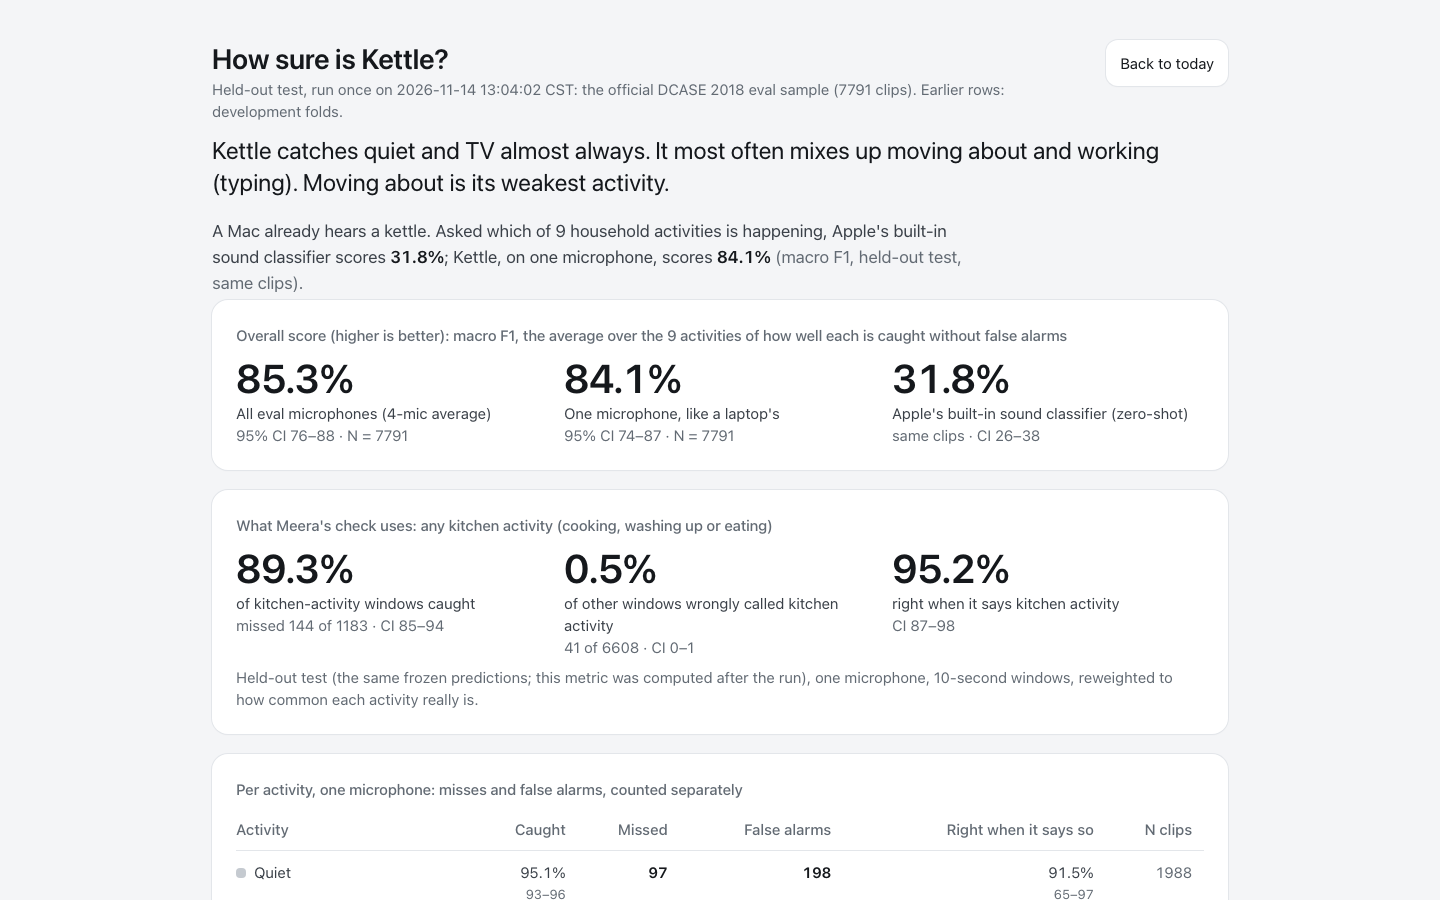 How sure is Kettle?
Back to today
Held-out test, run once on 2026-11-14 13:04:02 CST: the official DCASE 2018 eval sample (7791 clips). Earlier rows:
development folds.
Kettle catches quiet and TV almost always. It most often mixes up moving about and working
(typing). Moving about is its weakest activity.
A Mac already hears a kettle. Asked which of 9 household activities is happening, Apple's built-in
sound classifier scores 31.8%; Kettle, on one microphone, scores 84.1% (macro F1, held-out test,
same clips).
Overall score (higher is better): macro F1, the average over the 9 activities of how well each is caught without false alarms
85.3% 84.1% 31.8%
All eval microphones (4-mic average) One microphone, like a laptop's Apple's built-in sound classifier (zero-shot)
95% CI 76–88 · N = 7791 95% CI 74–87 · N = 7791 same clips · CI 26–38
What Meera's check uses: any kitchen activity (cooking, washing up or eating)
89.3% 0.5% 95.2%
of kitchen-activity windows caught of other windows wrongly called kitchen right when it says kitchen activity
missed 144 of 1183 · CI 85–94 activity CI 87–98
41 of 6608 · CI 0–1
Held-out test (the same frozen predictions; this metric was computed after the run), one microphone, 10-second windows, reweighted to
how common each activity really is.
Per activity, one microphone: misses and false alarms, counted separately
Activity Caught Missed False alarms Right when it says so N clips
Quiet 95.1% 97 198 91.5% 1988
93–96 65–97